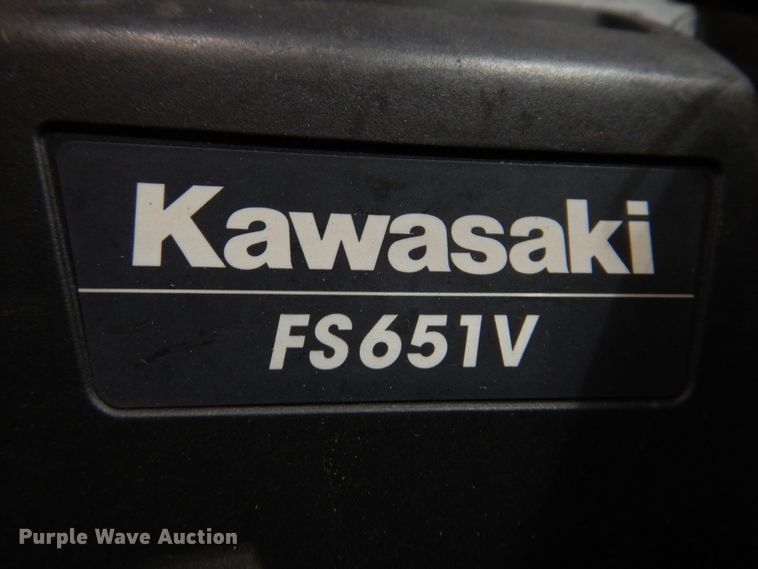 Kawasaki
FS651V
Purple Wave Auction